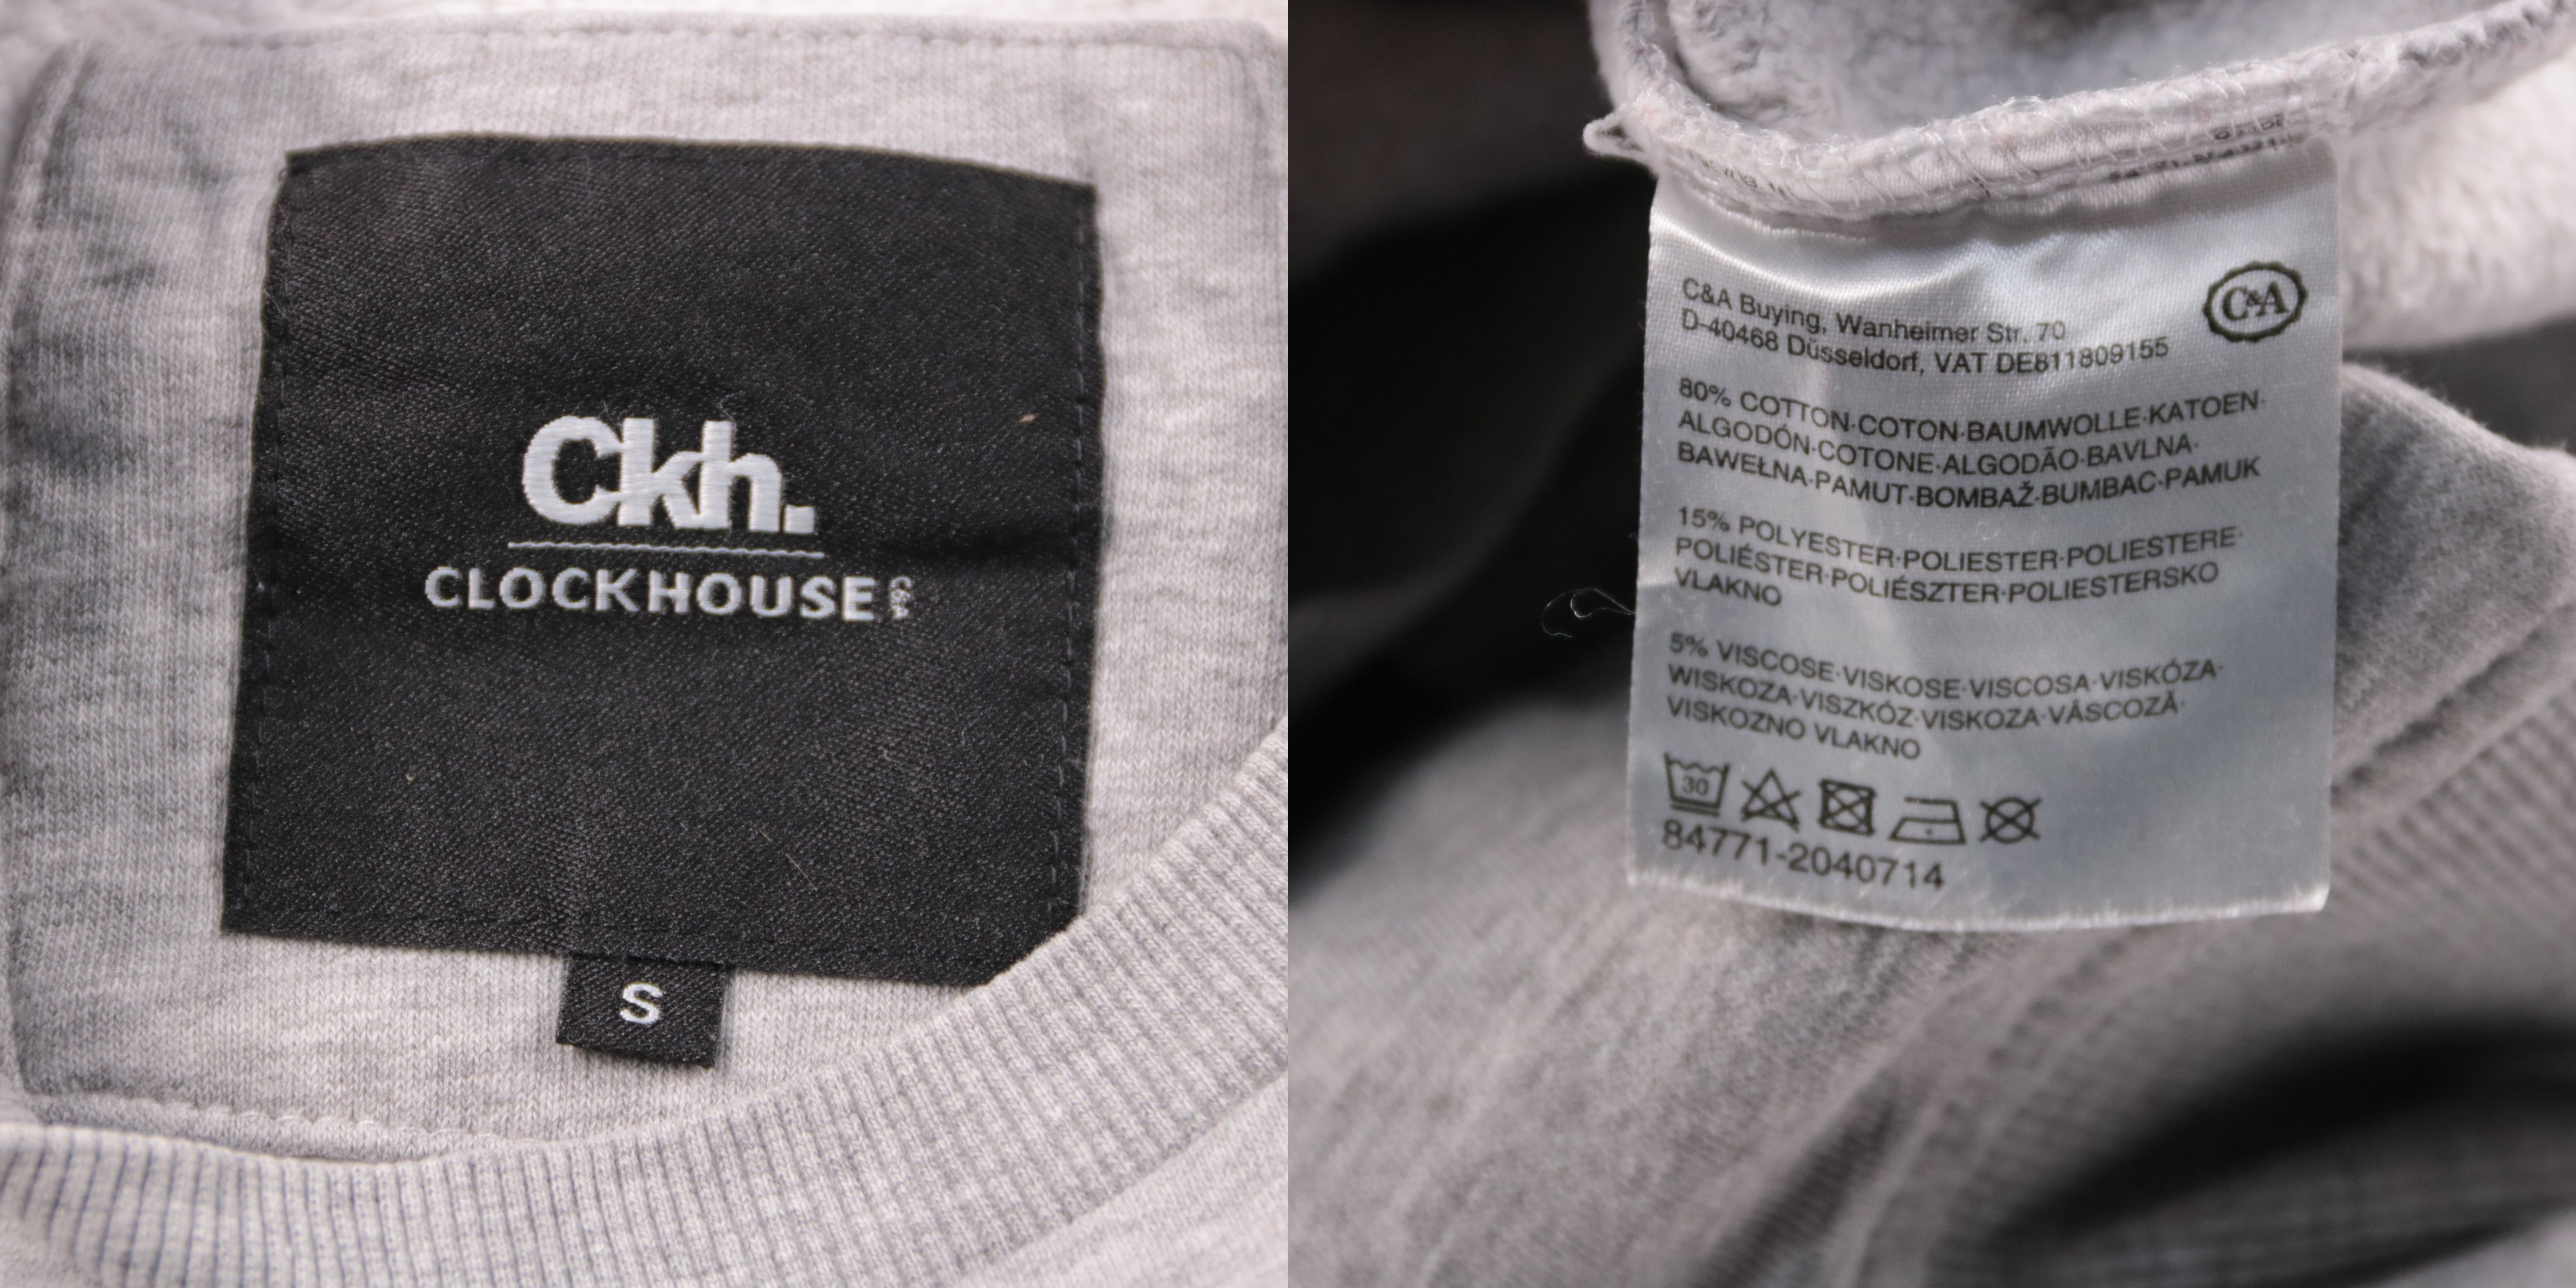 Ckh.
CLOCKHOUSE C&A
S
C&A
C&A Buying, Wanheimer Str. 70
D-40468 Düsseldorf, VAT DE811809155
80% COTTON·COTON·BAUMWOLLE·KATOEN·
ALGODÓN·COTONE·ALGODÃO·BAVLNA·
BAWEŁNA·PAMUT·BOMBAŽ·BUMBAC·PAMUK
15% POLYESTER·POLIESTER·POLIESTERE·
POLIÉSTER·POLIÉSZTER·POLIESTERSKO
VLAKNO
5% VISCOSE·VISKOSE·VISCOSA·VISKÓZA·
WISKOZA·VISZKÓZ·VISKOZA·VÂSCOZĂ·
VISKOZNO VLAKNO
30
84771-2040714